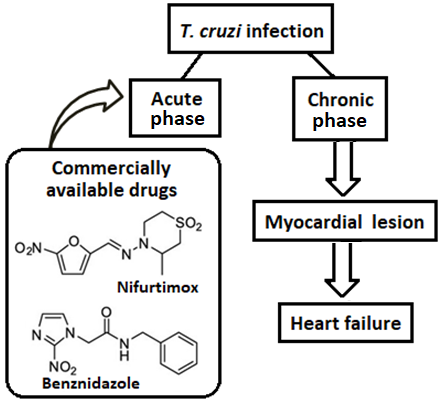 T. cruzi infection
Acute
phase
Chronic
phase
Commercially
available drugs
O₂N
O
N
N
SO₂
Nifurtimox
Myocardial lesion
N
N
NO₂
O
N
H
Benznidazole
Heart failure